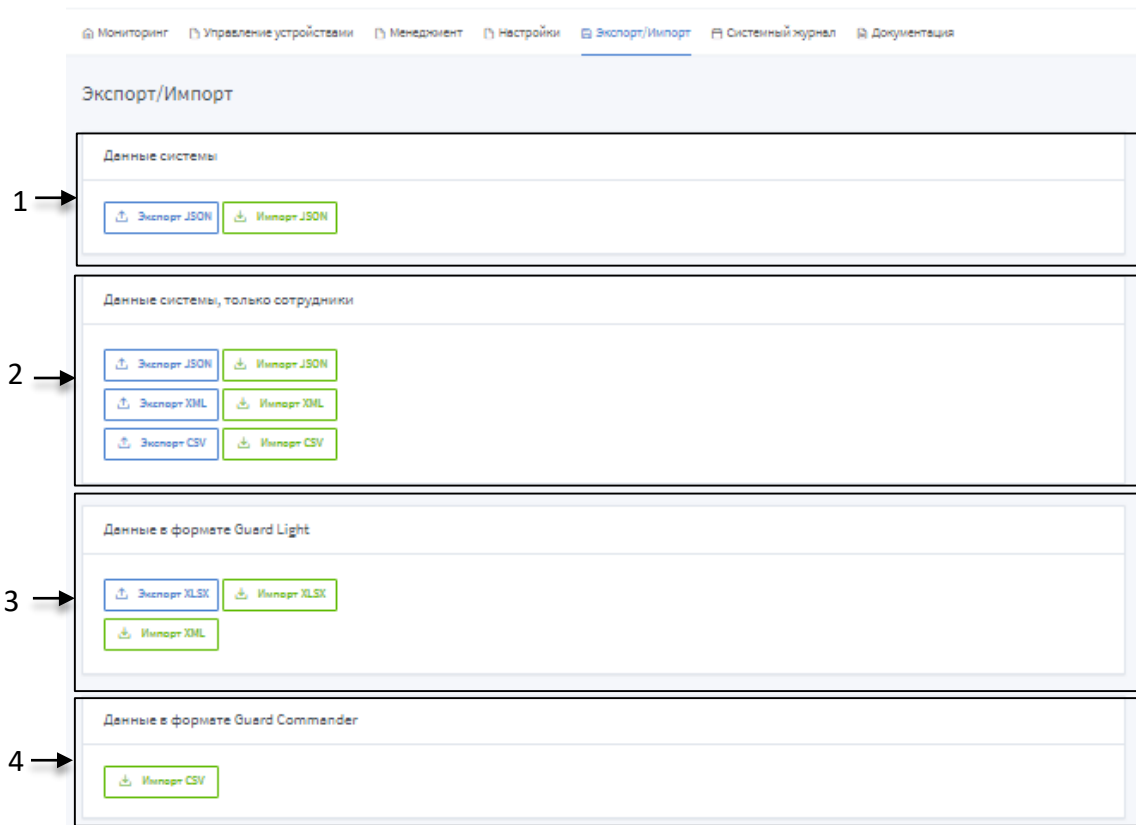 Мониторинг Управление устройствами Менеджмент Настройки Экспорт/Импорт Системный журнал Документация
Экспорт/Импорт
Данные системы
1
Экспорт JSON Импорт JSON
Данные системы, только сотрудники
2
Экспорт JSON Импорт JSON
Экспорт XML Импорт XML
Экспорт CSV Импорт CSV
Данные в формате Guard Light
3
Экспорт XLSX Импорт XLSX
Импорт XML
Данные в формате Guard Commander
4
Импорт CSV